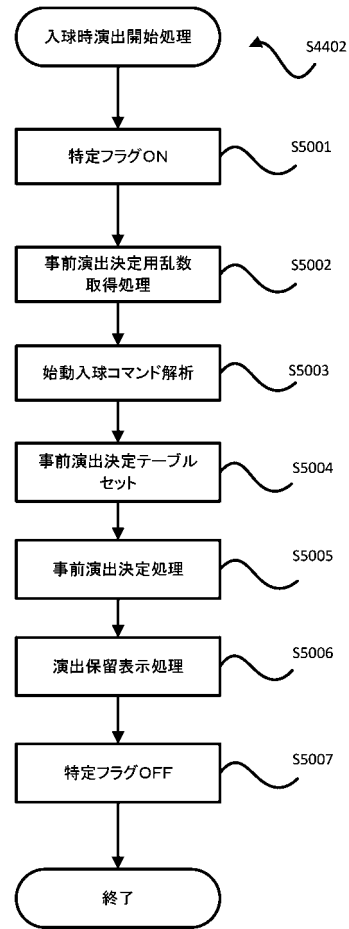 入球時演出開始処理
S4402
特定フラグON
S5001
事前演出決定用乱数
取得処理
S5002
始動入球コマンド解析
S5003
事前演出決定テーブル
セット
S5004
事前演出決定処理
S5005
演出保留表示処理
S5006
特定フラグOFF
S5007
終了